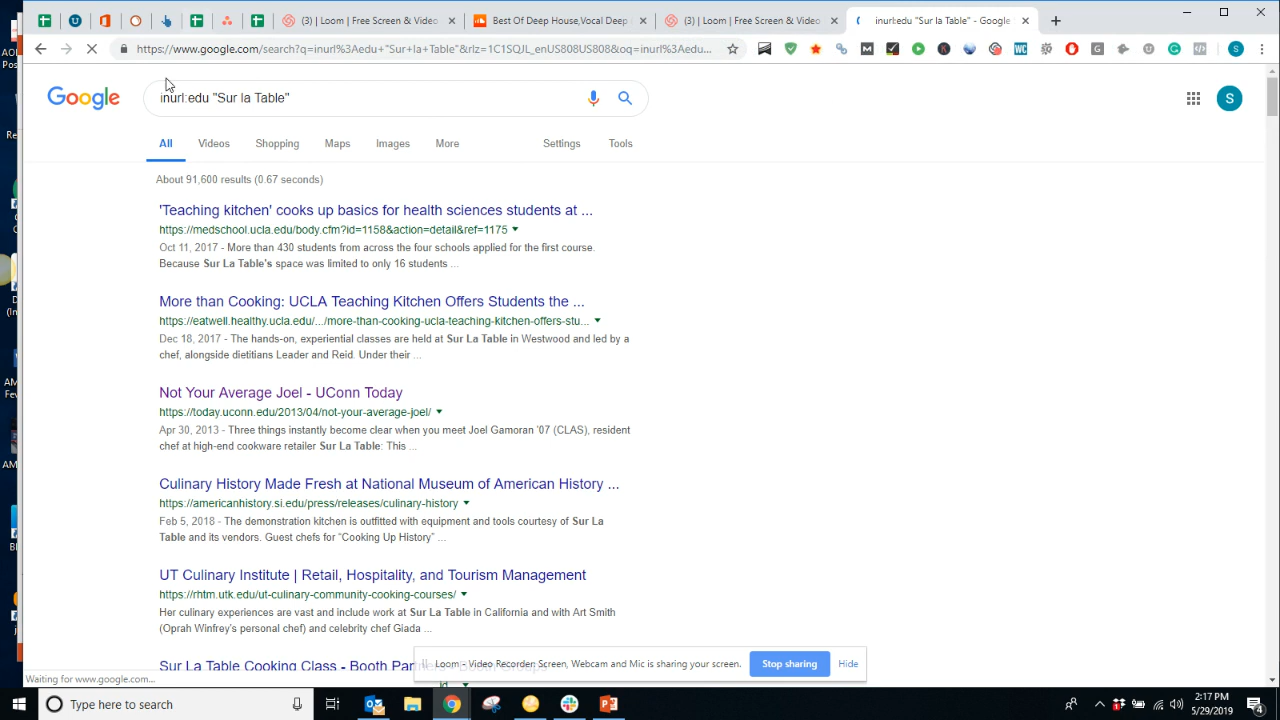 (3) | Loom | Free Screen & Video
Best Of Deep House,Vocal Deep
(3) | Loom | Free Screen & Video
inurl:edu "Sur la Table" - Google
https://www.google.com/search?q=inurl%3Aedu+"Sur+la+Table"&rlz=1C1SQJL_enUS808US808&oq=inurl%3Aedu...
Google
inurl:edu "Sur la Table"
S
All Videos Shopping Maps Images More Settings Tools
About 91,600 results (0.67 seconds)
'Teaching kitchen' cooks up basics for health sciences students at ...
https://medschool.ucla.edu/body.cfm?id=1158&action=detail&ref=1175
Oct 11, 2017 - More than 430 students from across the four schools applied for the first course.
Because Sur La Table's space was limited to only 16 students ...
More than Cooking: UCLA Teaching Kitchen Offers Students the ...
https://eatwell.healthy.ucla.edu/.../more-than-cooking-ucla-teaching-kitchen-offers-stu...
Dec 18, 2017 - The hands-on, experiential classes are held at Sur La Table in Westwood and led by a
chef, alongside dietitians Leader and Reid. Under their ...
Not Your Average Joel - UConn Today
https://today.uconn.edu/2013/04/not-your-average-joel/
Apr 30, 2013 - Three things instantly become clear when you meet Joel Gamoran '07 (CLAS), resident
chef at high-end cookware retailer Sur La Table: This ...
Culinary History Made Fresh at National Museum of American History ...
https://americanhistory.si.edu/press/releases/culinary-history
Feb 5, 2018 - The demonstration kitchen is outfitted with equipment and tools courtesy of Sur La
Table and its vendors. Guest chefs for “Cooking Up History” ...
UT Culinary Institute | Retail, Hospitality, and Tourism Management
https://rhtm.utk.edu/ut-culinary-community-cooking-courses/
Her culinary experiences are vast and include work at Sur La Table in California and with Art Smith
(Oprah Winfrey's personal chef) and celebrity chef Giada ...
Sur La Table Cooking Class - Booth
Loom - Video Recording Screen, Webcam and Mic is sharing your screen.
Stop sharing
Hide
Waiting for www.google.com...
Type here to search
2:17 PM
5/29/2019